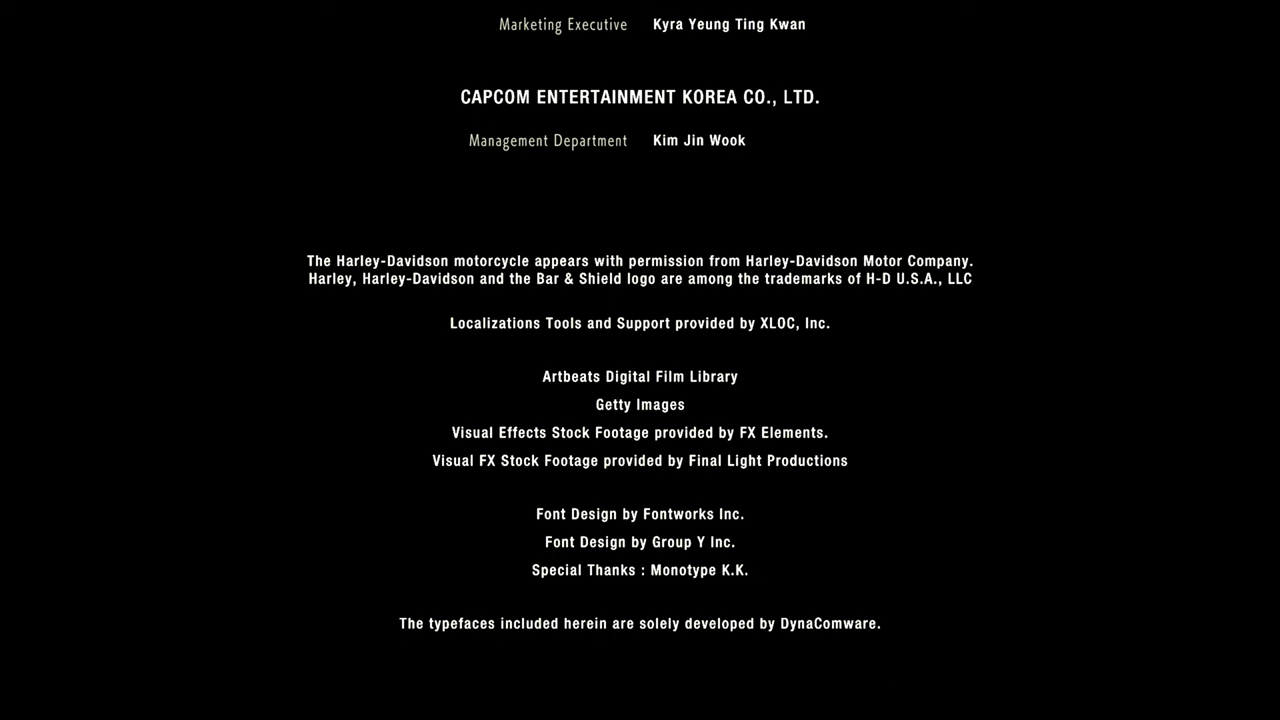 Marketing Executive Kyra Yeung Ting Kwan
CAPCOM ENTERTAINMENT KOREA CO., LTD.
Management Department Kim Jin Wook
The Harley-Davidson motorcycle appears with permission from Harley-Davidson Motor Company.
Harley, Harley-Davidson and the Bar & Shield logo are among the trademarks of H-D U.S.A., LLC
Localizations Tools and Support provided by XLOC, Inc.
Artbeats Digital Film Library
Getty Images
Visual Effects Stock Footage provided by FX Elements.
Visual FX Stock Footage provided by Final Light Productions
Font Design by Fontworks Inc.
Font Design by Group Y Inc.
Special Thanks : Monotype K.K.
The typefaces included herein are solely developed by DynaComware.